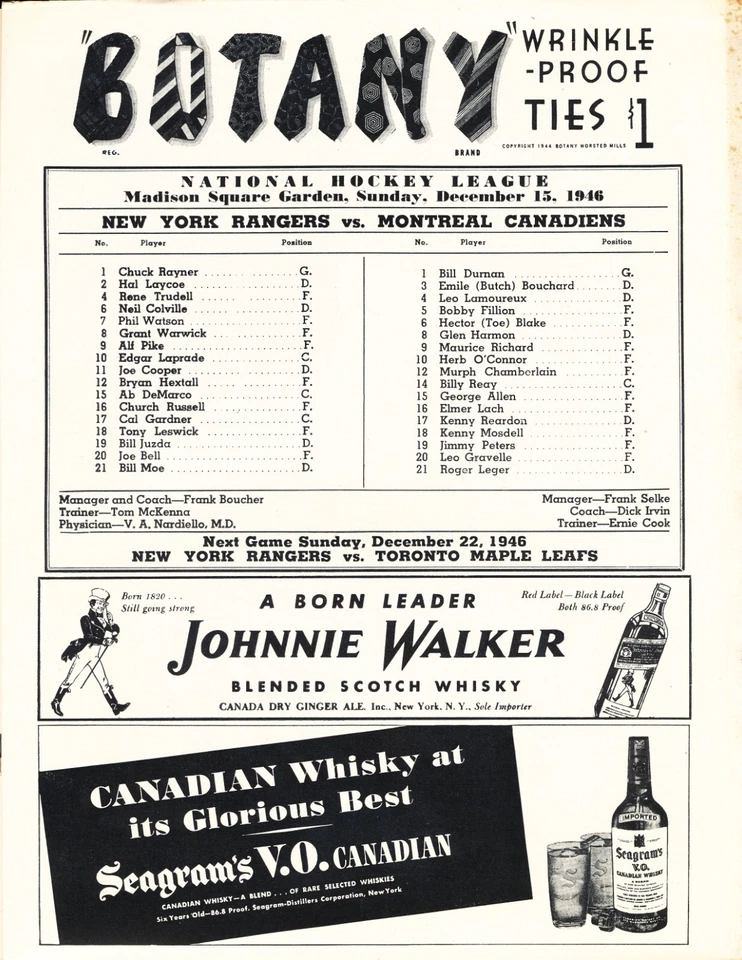 "BOTANY" WRINKLE
-PROOF
TIES $1
REG. BRAND COPYRIGHT 1944 BOTANY WORSTED MILLS
NATIONAL HOCKEY LEAGUE
Madison Square Garden, Sunday, December 15, 1946
NEW YORK RANGERS vs. MONTREAL CANADIENS
No. Player Position
1 Chuck Rayner G.
2 Hal Laycoe D.
4 Rene Trudell F.
6 Neil Colville D.
7 Phil Watson F.
8 Grant Warwick F.
9 Alf Pike F.
10 Edgar Laprade C.
11 Joe Cooper D.
12 Bryan Hextall F.
15 Ab DeMarco C.
16 Church Russell F.
17 Cal Gardner C.
18 Tony Leswick F.
19 Bill Juzda D.
20 Joe Bell F.
21 Bill Moe D.
No. Player Position
1 Bill Durnan G.
3 Emile (Butch) Bouchard D.
4 Leo Lamoureux D.
5 Bobby Fillion F.
6 Hector (Toe) Blake F.
8 Glen Harmon D.
9 Maurice Richard F.
10 Herb O'Connor F.
12 Murph Chamberlain F.
14 Billy Reay C.
15 George Allen F.
16 Elmer Lach F.
17 Kenny Reardon D.
18 Kenny Mosdell F.
19 Jimmy Peters F.
20 Leo Gravelle F.
21 Roger Leger D.
Manager and Coach—Frank Boucher
Trainer—Tom McKenna
Physician—V. A. Nardiello, M.D.
Manager—Frank Selke
Coach—Dick Irvin
Trainer—Ernie Cook
Next Game Sunday, December 22, 1946
NEW YORK RANGERS vs. TORONTO MAPLE LEAFS
Born 1820 . . .
Still going strong
A BORN LEADER
Red Label—Black Label
Both 86.8 Proof
JOHNNIE WALKER
BLENDED SCOTCH WHISKY
CANADA DRY GINGER ALE, Inc., New York, N. Y., Sole Importer
CANADIAN Whisky at
its Glorious Best
Seagram's V.O. CANADIAN
CANADIAN WHISKY—A BLEND . . . OF RARE SELECTED WHISKIES
Six Years Old—86.8 Proof. Seagram-Distillers Corporation, New York
IMPORTED
Seagram's
V.O.
CANADIAN WHISKY